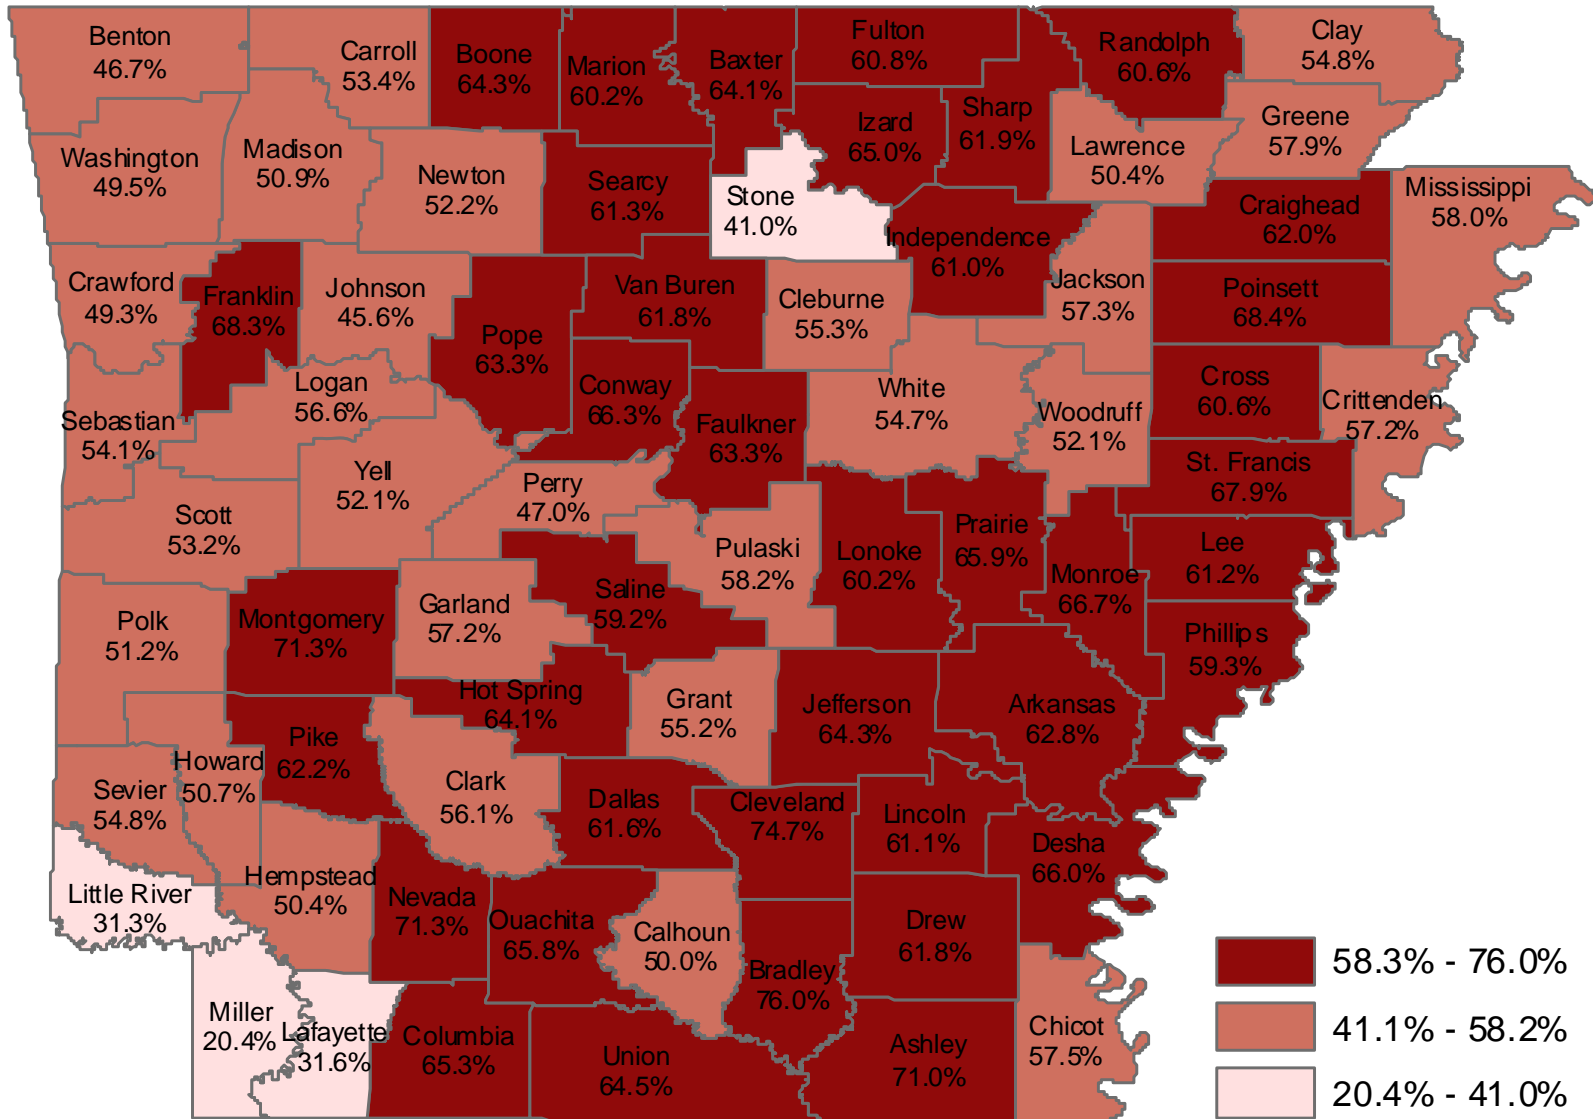 Benton
46.7%
Carroll
53.4%
Boone
64.3%
Marion
60.2%
Baxter
64.1%
Fulton
60.8%
Randolph
60.6%
Clay
54.8%
Washington
49.5%
Madison
50.9%
Newton
52.2%
Searcy
61.3%
Stone
41.0%
Izard
65.0%
Sharp
61.9%
Lawrence
50.4%
Greene
57.9%
Craighead
62.0%
Mississippi
58.0%
Crawford
49.3%
Franklin
68.3%
Johnson
45.6%
Pope
63.3%
Van Buren
61.8%
Cleburne
55.3%
Independence
61.0%
Jackson
57.3%
Poinsett
68.4%
Sebastian
54.1%
Logan
56.6%
Conway
66.3%
Faulkner
63.3%
White
54.7%
Woodruff
52.1%
Cross
60.6%
Crittenden
57.2%
Scott
53.2%
Yell
52.1%
Perry
47.0%
Pulaski
58.2%
Lonoke
60.2%
Prairie
65.9%
Monroe
66.7%
St. Francis
67.9%
Lee
61.2%
Polk
51.2%
Montgomery
71.3%
Garland
57.2%
Saline
59.2%
Phillips
59.3%
Hot Spring
64.1%
Grant
55.2%
Jefferson
64.3%
Arkansas
62.8%
Sevier
54.8%
Howard
50.7%
Pike
62.2%
Clark
56.1%
Dallas
61.6%
Cleveland
74.7%
Lincoln
61.1%
Desha
66.0%
Little River
31.3%
Hempstead
50.4%
Nevada
71.3%
Ouachita
65.8%
Calhoun
50.0%
Bradley
76.0%
Drew
61.8%
Miller
20.4%
Lafayette
31.6%
Columbia
65.3%
Union
64.5%
Ashley
71.0%
Chicot
57.5%
58.3% - 76.0%
41.1% - 58.2%
20.4% - 41.0%